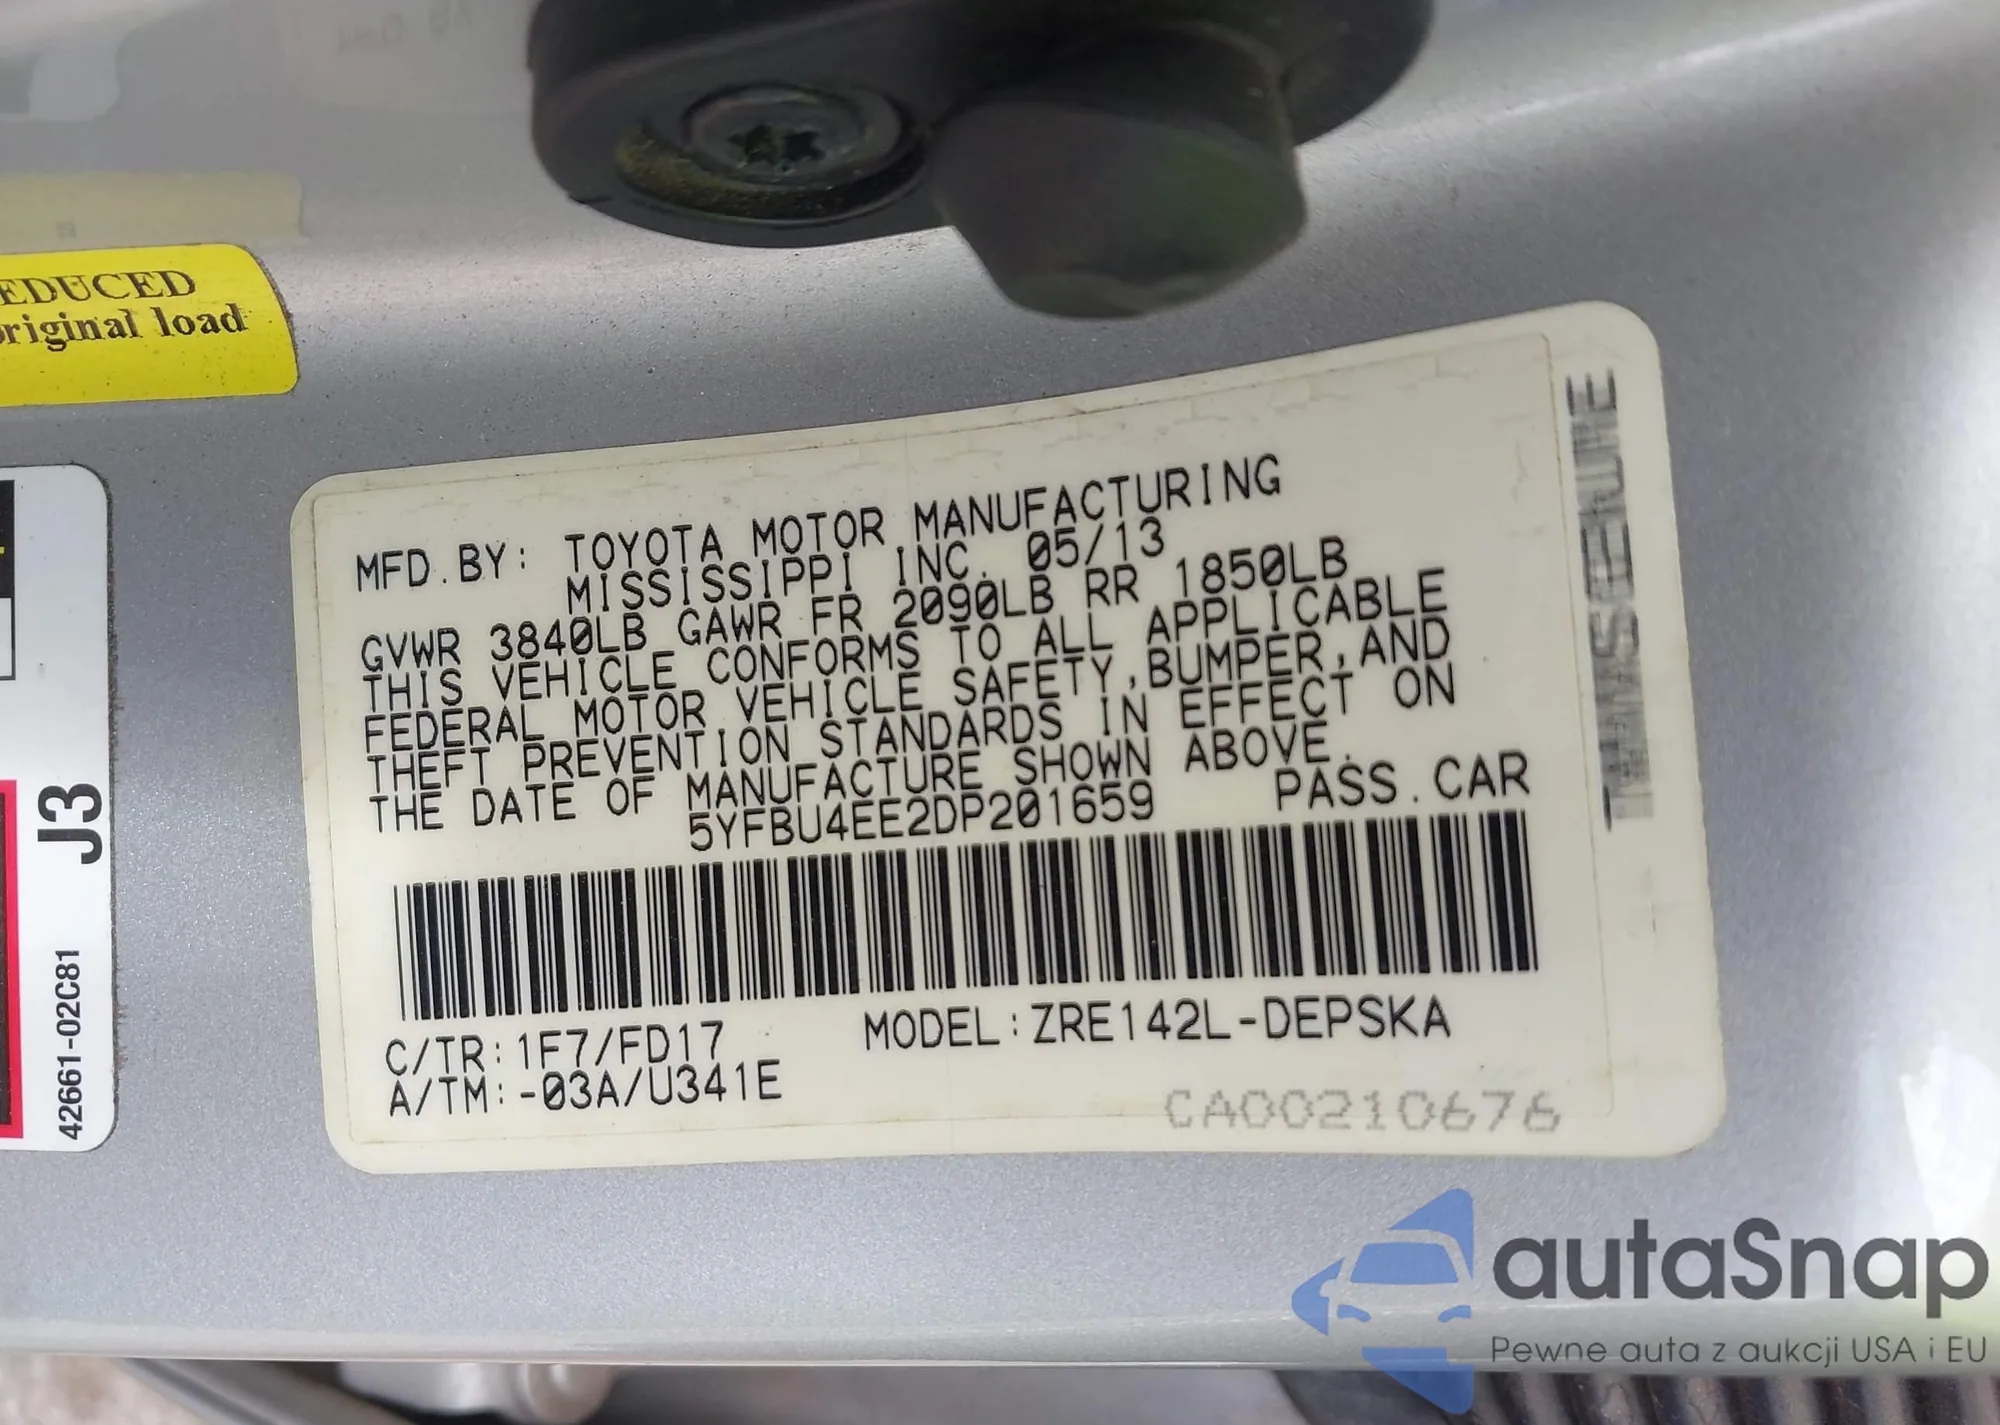 EDUCED
original load
J3
42661-02C81
MFD.BY: TOYOTA MOTOR MANUFACTURING
MISSISSIPPI INC. 05/13
GVWR 3840LB GAWR FR 2090LB RR 1850LB
THIS VEHICLE CONFORMS TO ALL APPLICABLE
FEDERAL MOTOR VEHICLE SAFETY,BUMPER,AND
THEFT PREVENTION STANDARDS IN EFFECT ON
THE DATE OF MANUFACTURE SHOWN ABOVE.
5YFBU4EE2DP201659 PASS.CAR
C/TR:1F7/FD17 MODEL:ZRE142L-DEPSKA
A/TM:-03A/U341E
CA00210676
autaSnap
Pewne auta z aukcji USA i EU